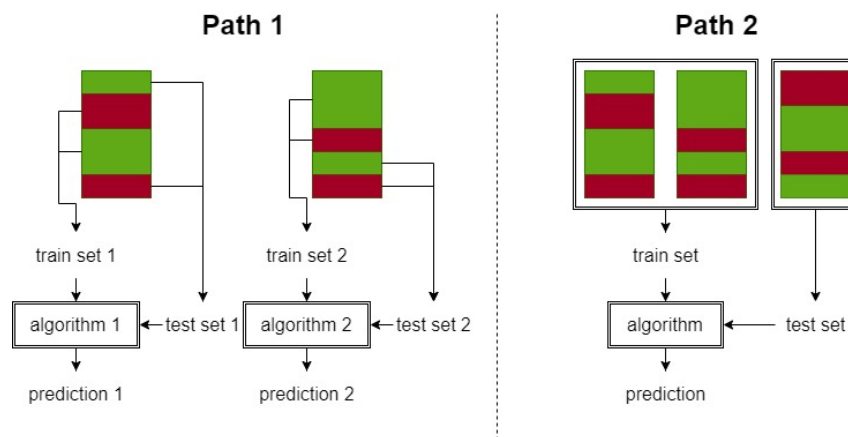 Path 1
Path 2
train set 1
train set 2
train set
algorithm 1
test set 1
algorithm 2
test set 2
algorithm
test set
prediction 1
prediction 2
prediction